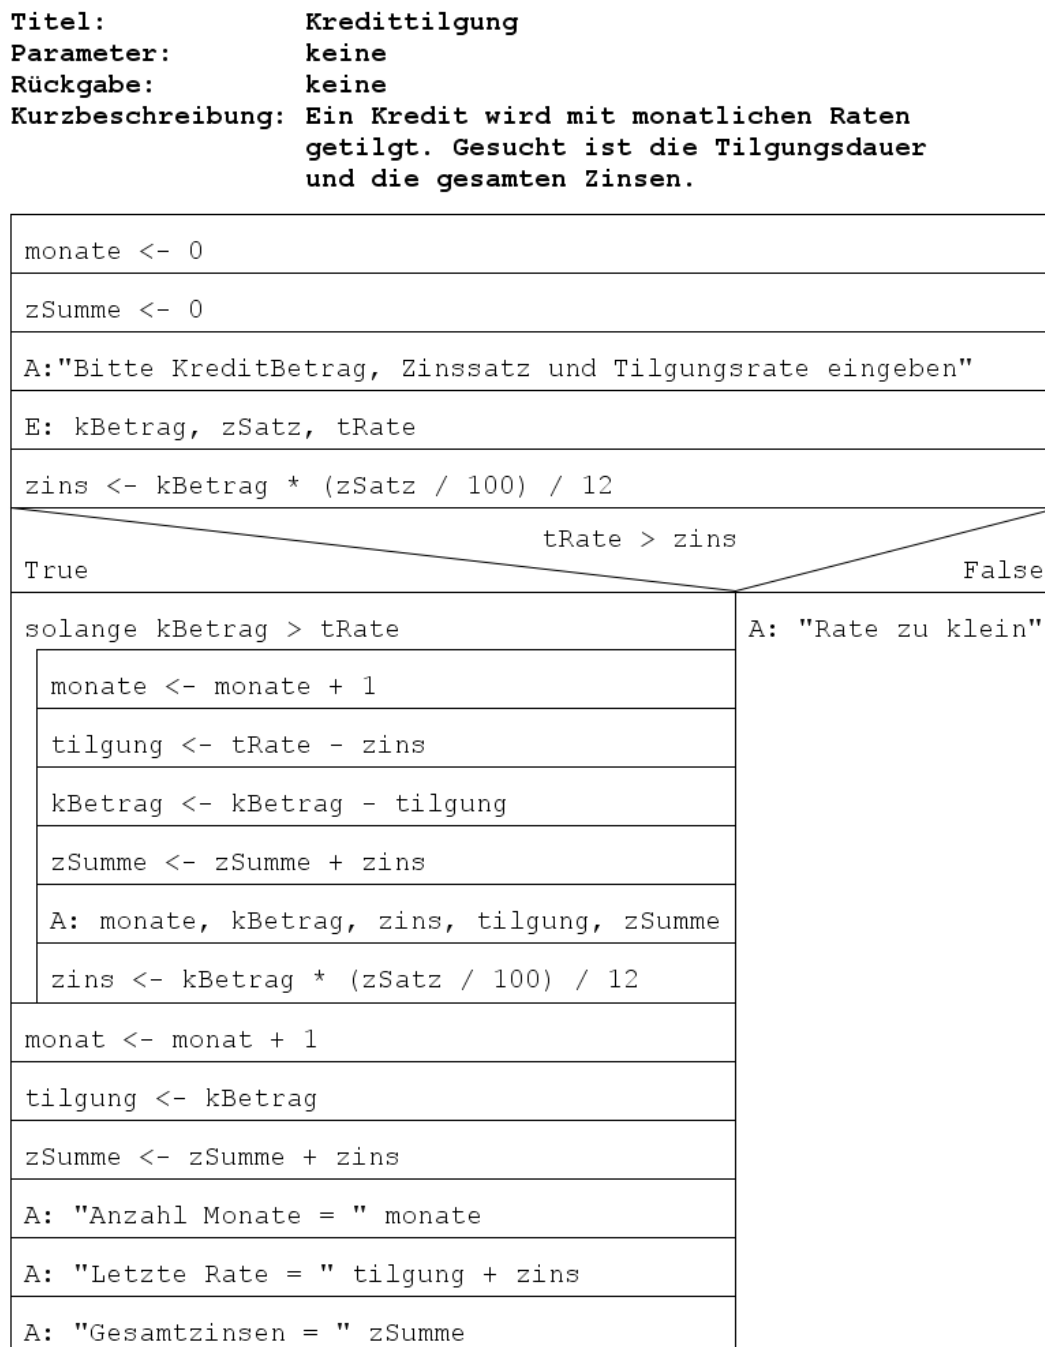 Titel: Kredittilgung
Parameter: keine
Rückgabe: keine
Kurzbeschreibung: Ein Kredit wird mit monatlichen Raten
getilgt. Gesucht ist die Tilgungsdauer
und die gesamten Zinsen.
monate <- 0
zSumme <- 0
A:"Bitte KreditBetrag, Zinssatz und Tilgungsrate eingeben"
E: kBetrag, zSatz, tRate
zins <- kBetrag * (zSatz / 100) / 12
tRate > zins
True False
solange kBetrag > tRate
A: "Rate zu klein"
monate <- monate + 1
tilgung <- tRate - zins
kBetrag <- kBetrag - tilgung
zSumme <- zSumme + zins
A: monate, kBetrag, zins, tilgung, zSumme
zins <- kBetrag * (zSatz / 100) / 12
monat <- monat + 1
tilgung <- kBetrag
zSumme <- zSumme + zins
A: "Anzahl Monate = " monate
A: "Letzte Rate = " tilgung + zins
A: "Gesamtzinsen = " zSumme